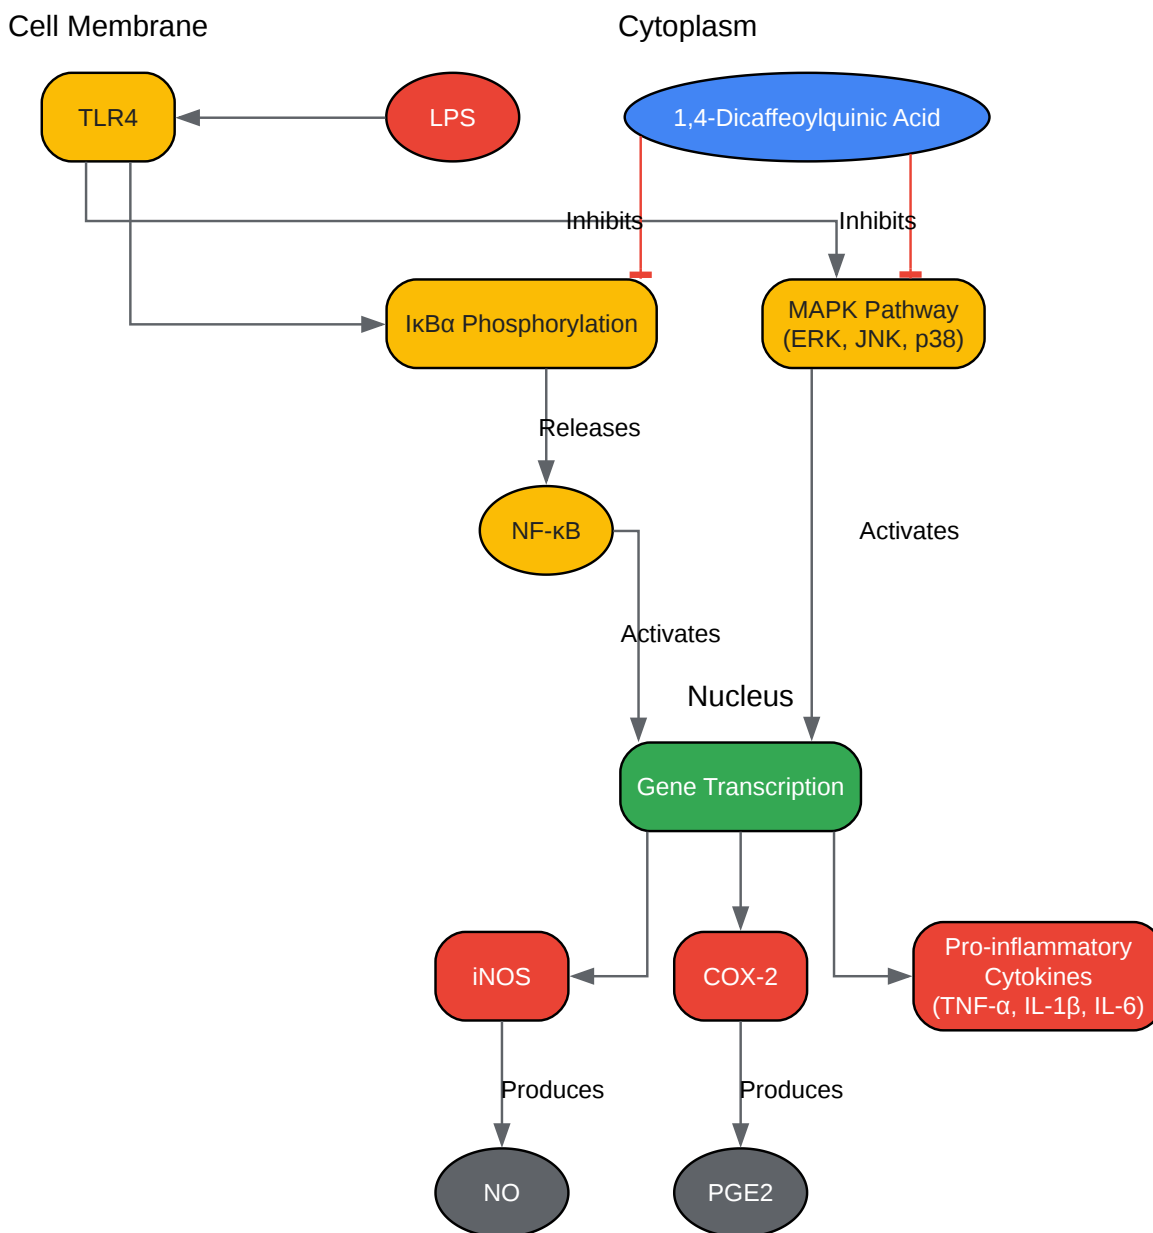 Cell Membrane
Cytoplasm
TLR4
LPS
1,4-Dicaffeoylquinic Acid
Inhibits
Inhibits
IκBα Phosphorylation
MAPK Pathway
(ERK, JNK, p38)
Releases
NF-κB
Activates
Activates
Nucleus
Gene Transcription
iNOS
COX-2
Pro-inflammatory
Cytokines
(TNF-α, IL-1β, IL-6)
Produces
Produces
NO
PGE2